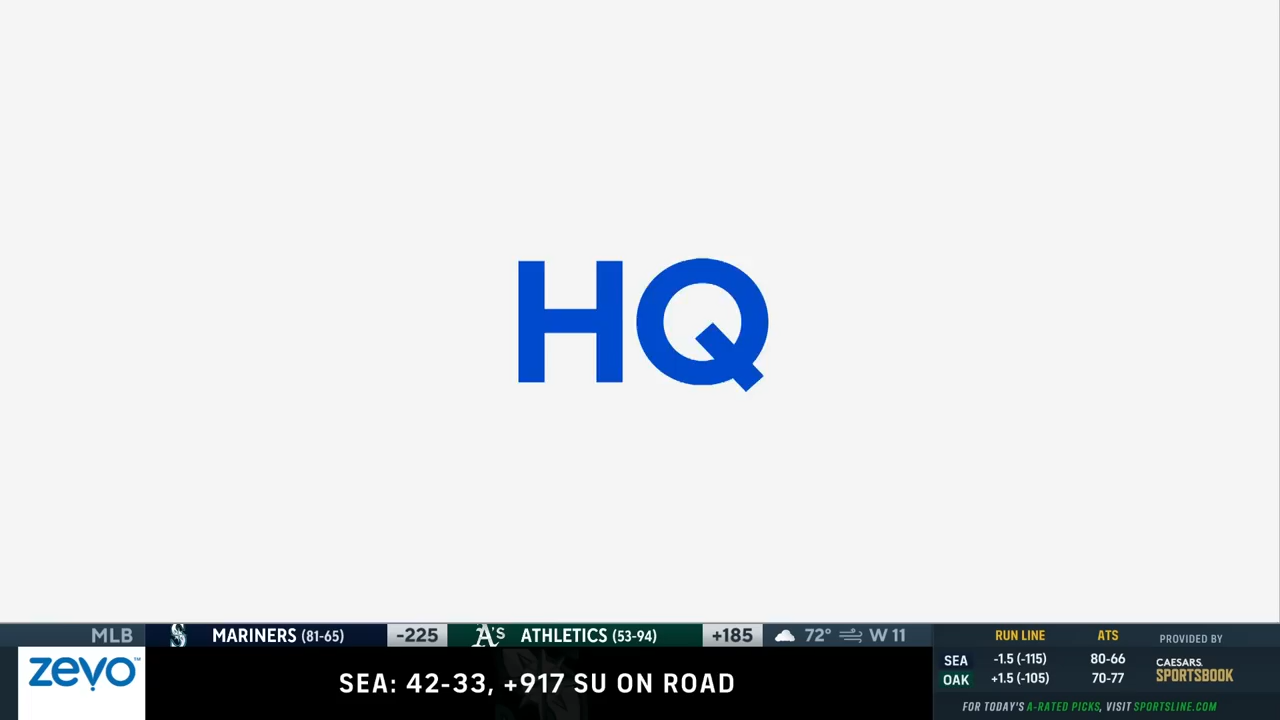 HQ
MLB MARINERS (81-65) -225 A'S ATHLETICS (53-94) +185 72° W 11
zevo™
SEA: 42-33, +917 SU ON ROAD
RUN LINE ATS PROVIDED BY
SEA -1.5 (-115) 80-66
OAK +1.5 (-105) 70-77
CAESARS
SPORTSBOOK
FOR TODAY'S A-RATED PICKS, VISIT SPORTSLINE.COM